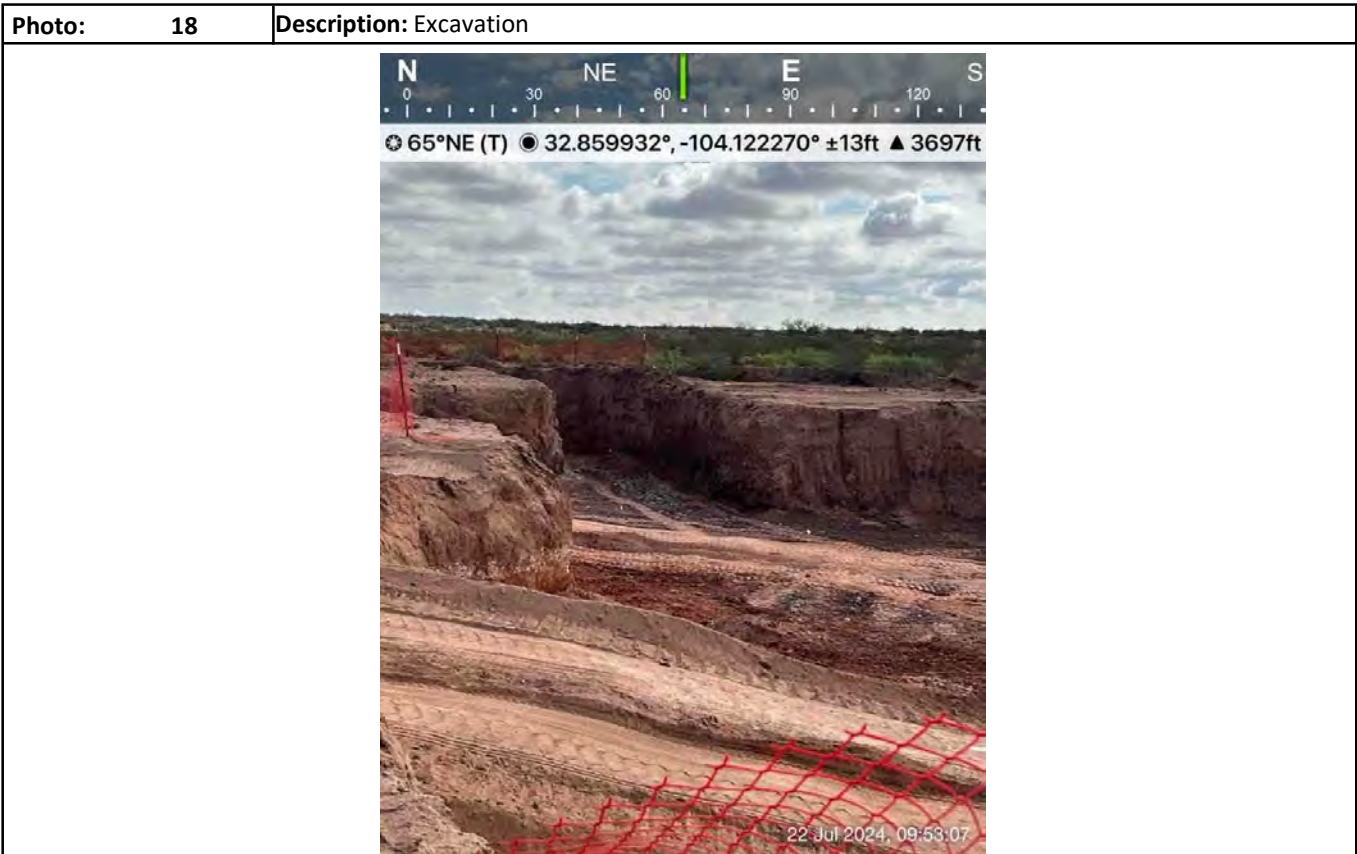 Photo: 18 Description: Excavation
N NE E S
0 30 60 90 120
65°NE (T) 32.859932°, -104.122270° ±13ft ▲ 3697ft
22 Jul 2024, 09:53:07